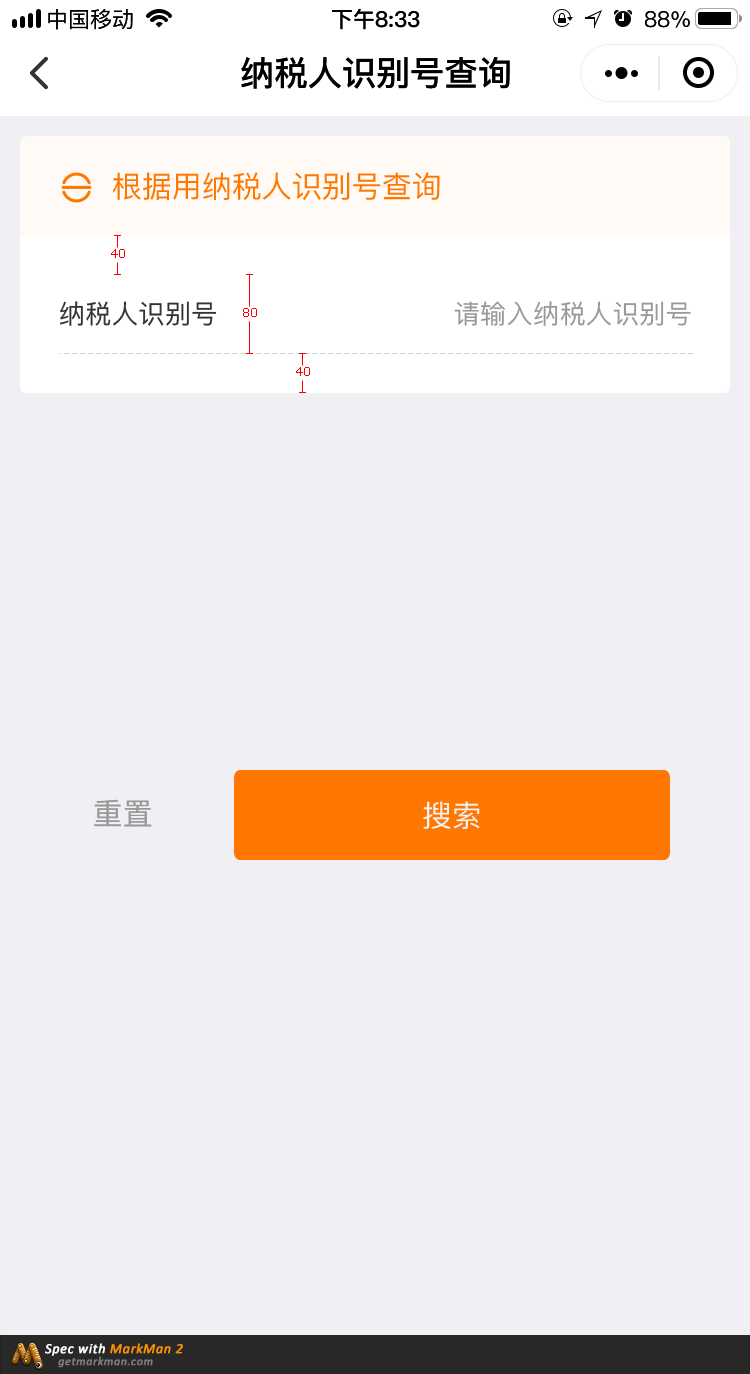 中国移动 下午8:33 88%
纳税人识别号查询
根据用纳税人识别号查询
40
纳税人识别号 80 请输入纳税人识别号
40
重置 搜索
Spec with MarkMan 2
getmarkman.com